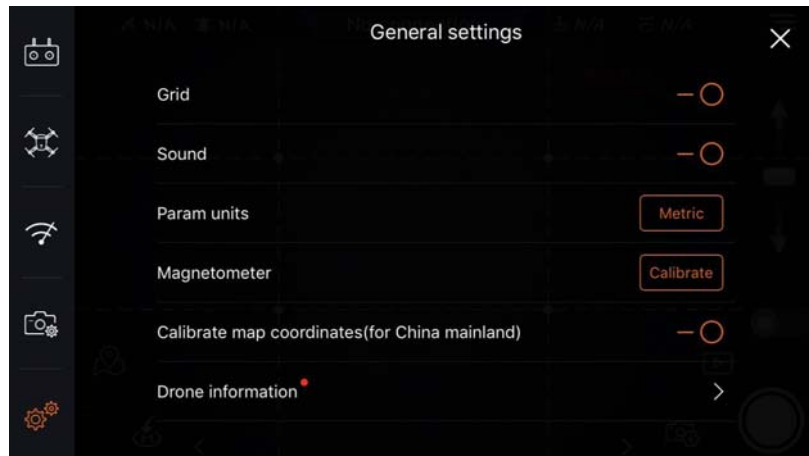 N/A N/A N/A N/A
General settings
Grid
Sound
Param units
Metric
Magnetometer
Calibrate
Calibrate map coordinates(for China mainland)
Drone information